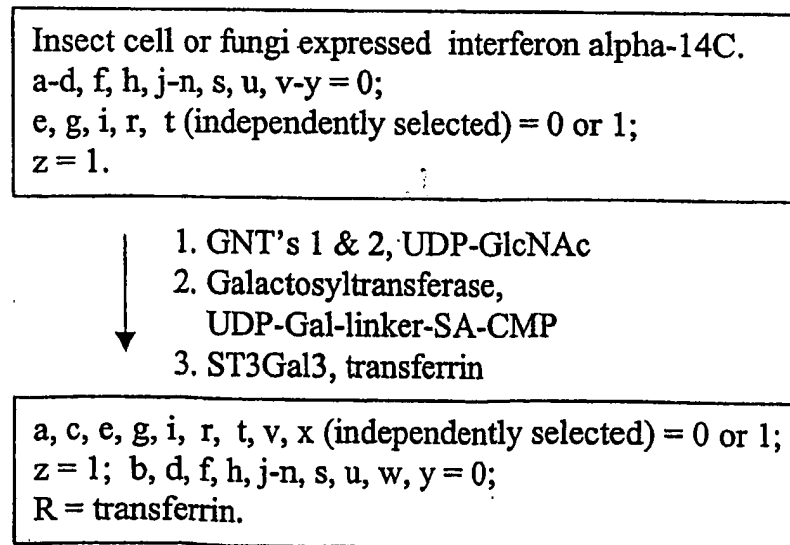 Insect cell or fungi expressed interferon alpha-14C.
a-d, f, h, j-n, s, u, v-y = 0;
e, g, i, r, t (independently selected) = 0 or 1;
z = 1.
1. GNT's 1 & 2, UDP-GlcNAc
2. Galactosyltransferase,
UDP-Gal-linker-SA-CMP
3. ST3Gal3, transferrin
a, c, e, g, i, r, t, v, x (independently selected) = 0 or 1;
z = 1; b, d, f, h, j-n, s, u, w, y = 0;
R = transferrin.